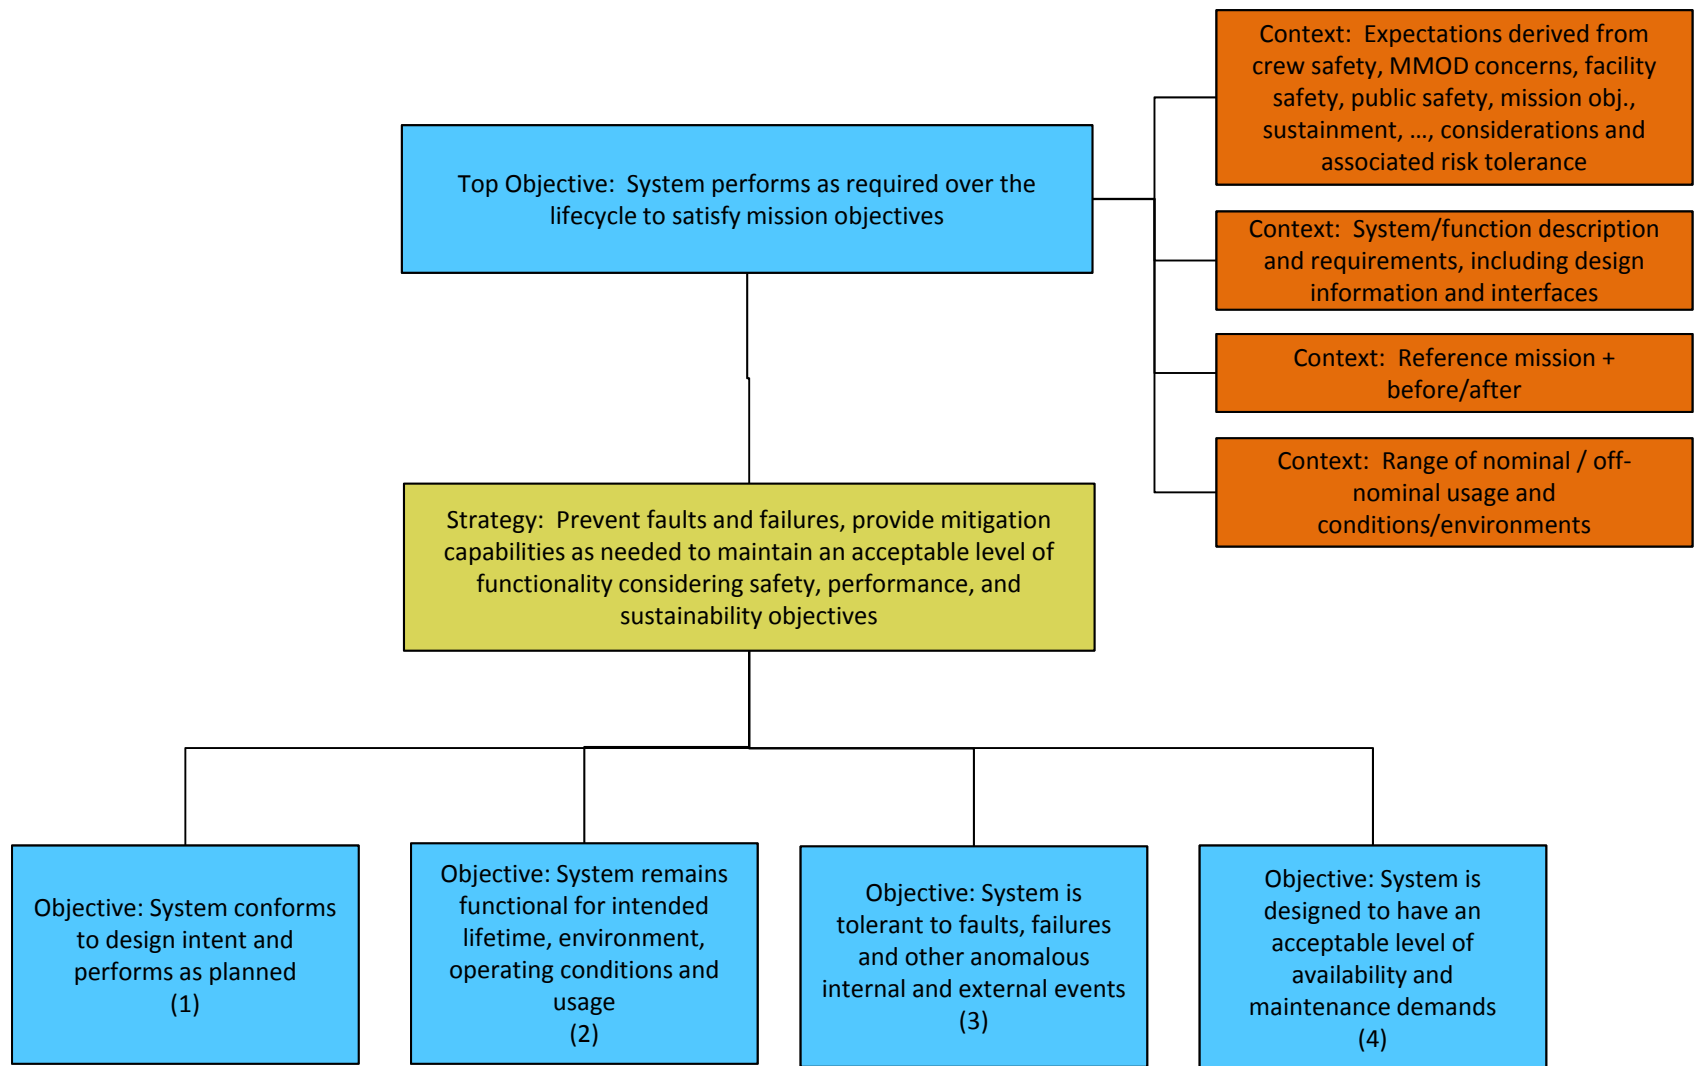 Context:  Expectations derived from
crew safety, MMOD concerns, facility
safety, public safety, mission obj.,
sustainment, …, considerations and
associated risk tolerance
Top Objective:  System performs as required over the
lifecycle to satisfy mission objectives
Context:  System/function description
and requirements, including design
information and interfaces
Context:  Reference mission +
before/after
Context:  Range of nominal / off-
nominal usage and
conditions/environments
Strategy:  Prevent faults and failures, provide mitigation
capabilities as needed to maintain an acceptable level of
functionality considering safety, performance, and
sustainability objectives
Objective: System conforms
to design intent and
performs as planned
(1)
Objective: System remains
functional for intended
lifetime, environment,
operating conditions and
usage
(2)
Objective: System is
tolerant to faults, failures
and other anomalous
internal and external events
(3)
Objective: System is
designed to have an
acceptable level of
availability and
maintenance demands
(4)